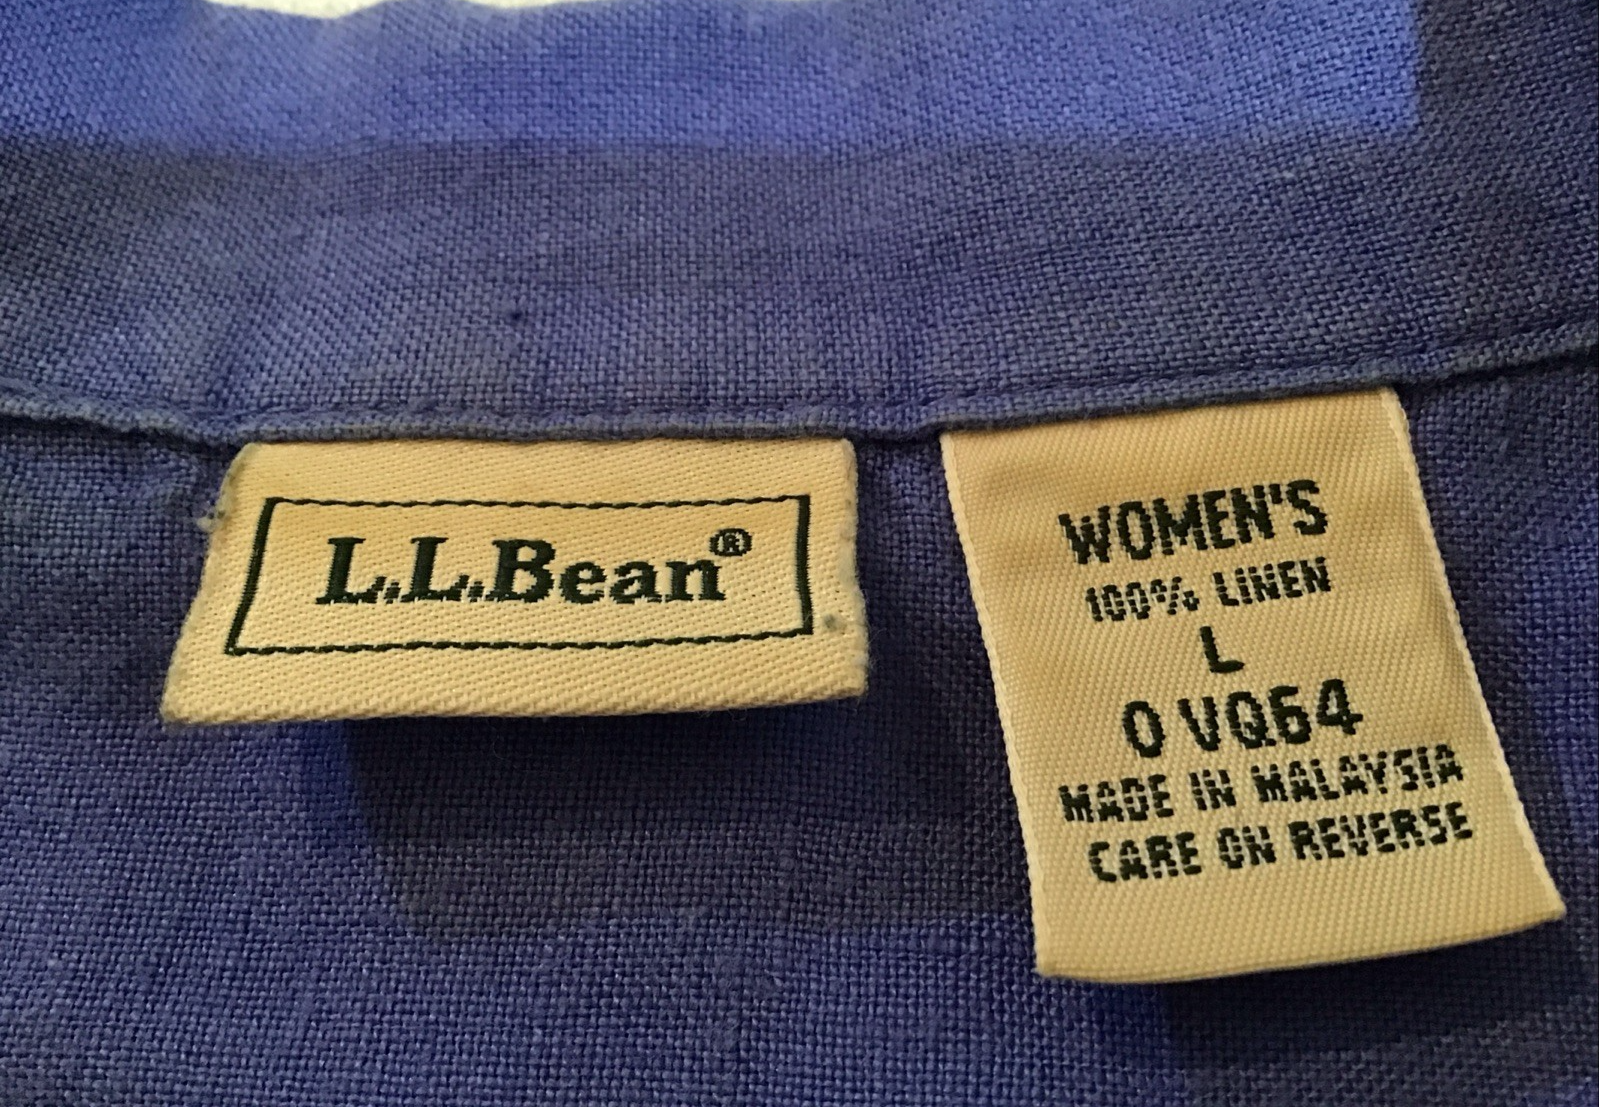 L.L.Bean®
WOMEN'S
100% LINEN
L
0 VQ64
MADE IN MALAYSIA
CARE ON REVERSE